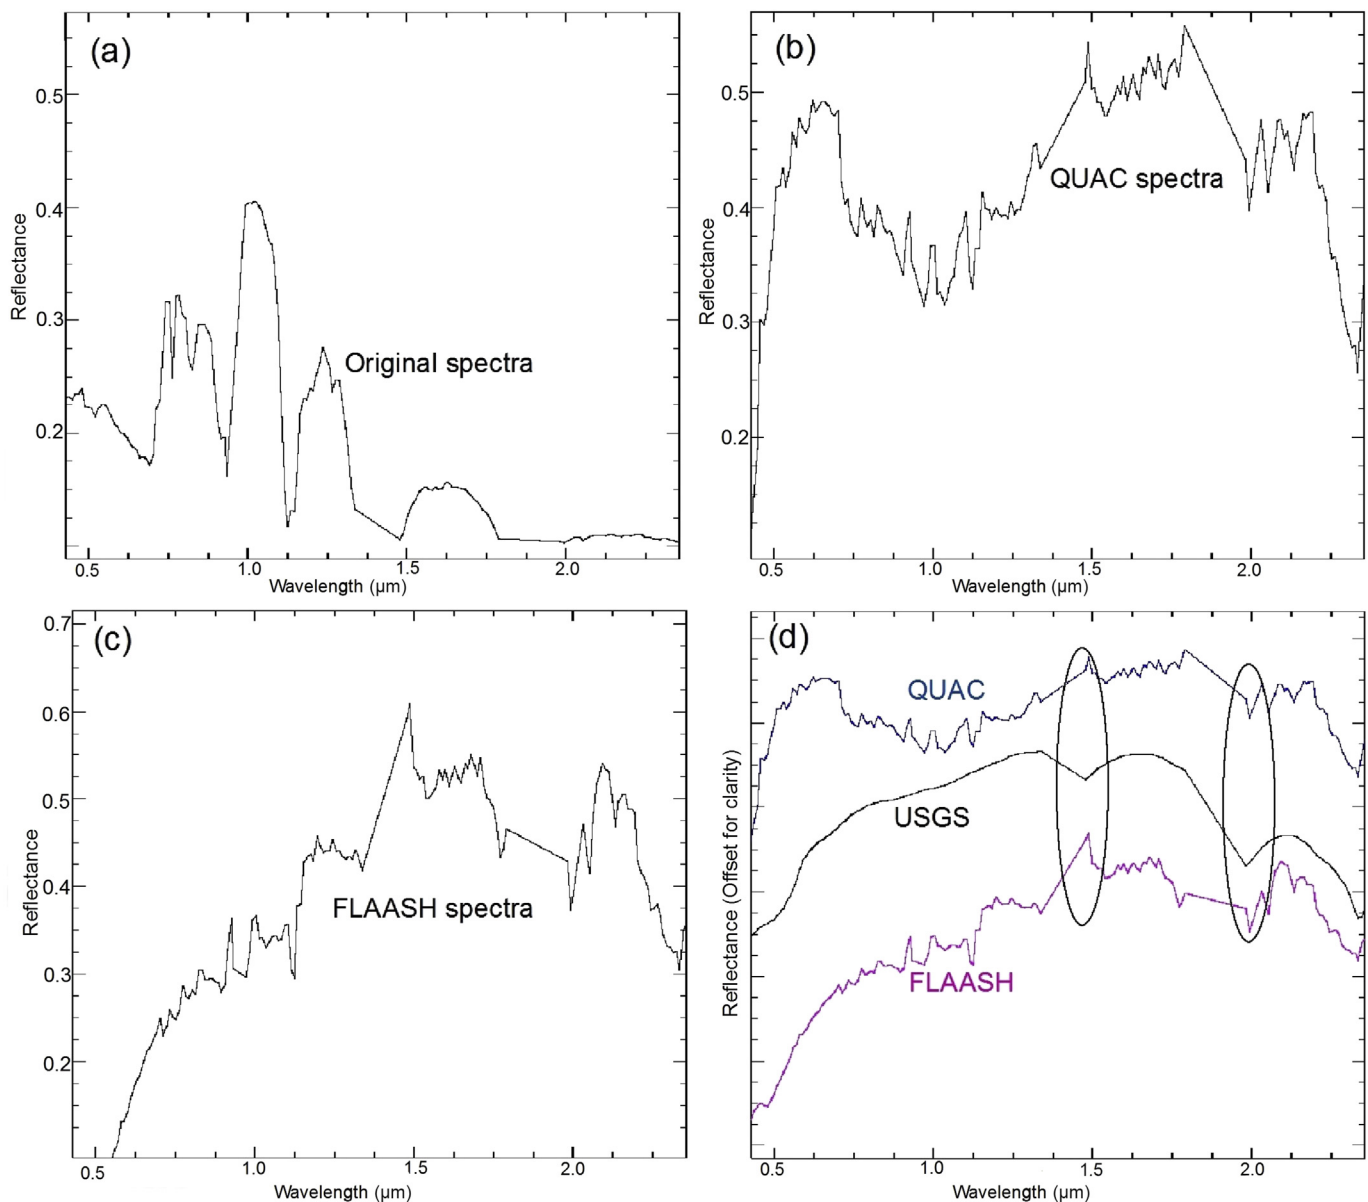 (a)
0.5
0.4
0.3
0.2
Reflectance
Original spectra
0.5
1.0
1.5
2.0
Wavelength (μm)
(b)
0.5
0.4
0.3
0.2
Reflectance
QUAC spectra
0.5
1.0
1.5
2.0
Wavelength (μm)
(c)
0.7
0.6
0.5
0.4
0.3
0.2
Reflectance
FLAASH spectra
0.5
1.0
1.5
2.0
Wavelength (μm)
(d)
Reflectance (Offset for clarity)
QUAC
USGS
FLAASH
0.5
1.0
1.5
2.0
Wavelength (μm)